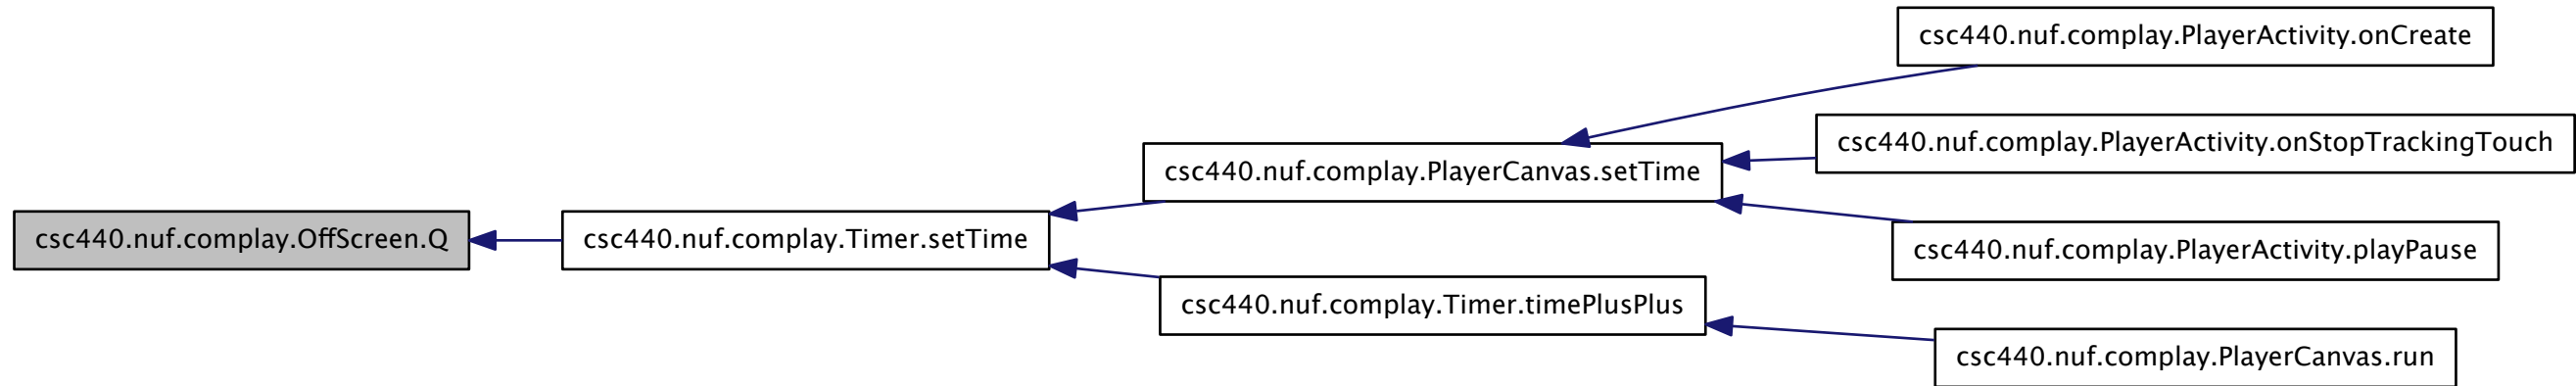 csc440.nuf.complay.PlayerActivity.onCreate
csc440.nuf.complay.PlayerActivity.onStopTrackingTouch
csc440.nuf.complay.PlayerCanvas.setTime
csc440.nuf.complay.OffScreen.Q
csc440.nuf.complay.Timer.setTime
csc440.nuf.complay.PlayerActivity.playPause
csc440.nuf.complay.Timer.timePlusPlus
csc440.nuf.complay.PlayerCanvas.run